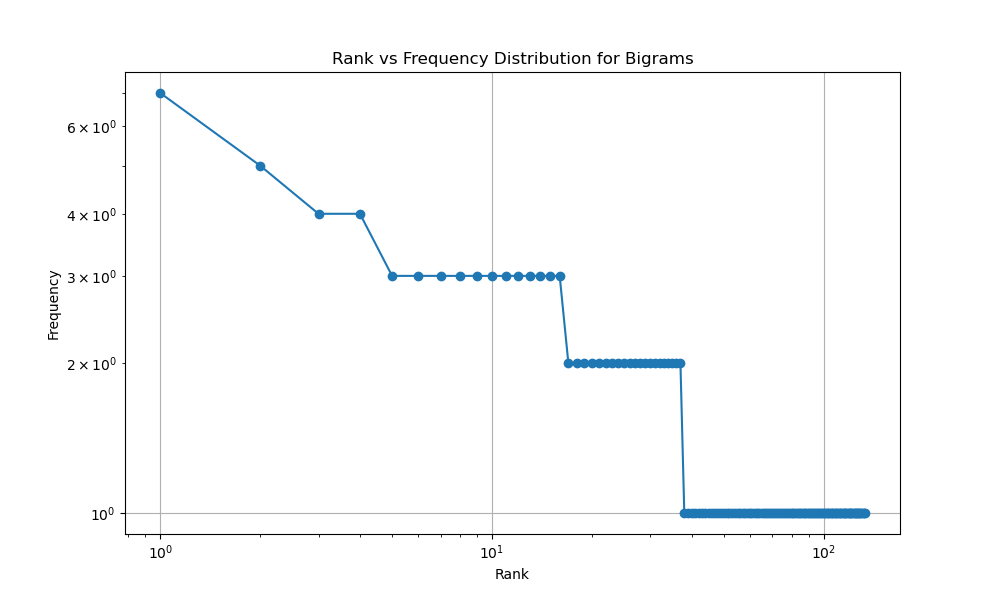 Rank vs Frequency Distribution for Bigrams
Frequency
6 × 10⁰
4 × 10⁰
3 × 10⁰
2 × 10⁰
10⁰
10⁰ 10¹ 10²
Rank